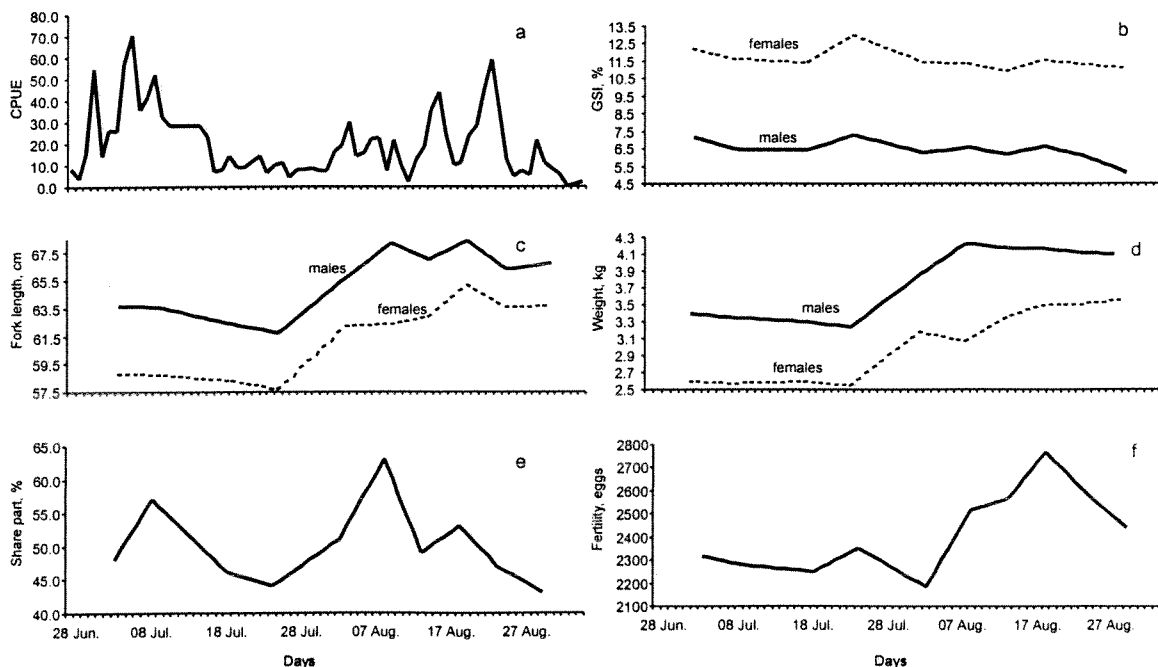 80.0
70.0
60.0
50.0
40.0
30.0
20.0
10.0
0.0
CPUE
a
13.5
12.5
11.5
10.5
9.5
8.5
7.5
6.5
5.5
4.5
GSI, %
females
males
b
67.5
65.5
63.5
61.5
59.5
57.5
Fork length, cm
males
females
c
4.3
4.1
3.9
3.7
3.5
3.3
3.1
2.9
2.7
2.5
Weight, kg
males
females
d
65.0
60.0
55.0
50.0
45.0
40.0
Share part. %
e
28 Jun. 08 Jul. 18 Jul. 28 Jul. 07 Aug. 17 Aug. 27 Aug.
Days
2800
2700
2600
2500
2400
2300
2200
2100
Fertility, eggs
f
28 Jun. 08 Jul. 18 Jul. 28 Jul. 07 Aug. 17 Aug. 27 Aug.
Days